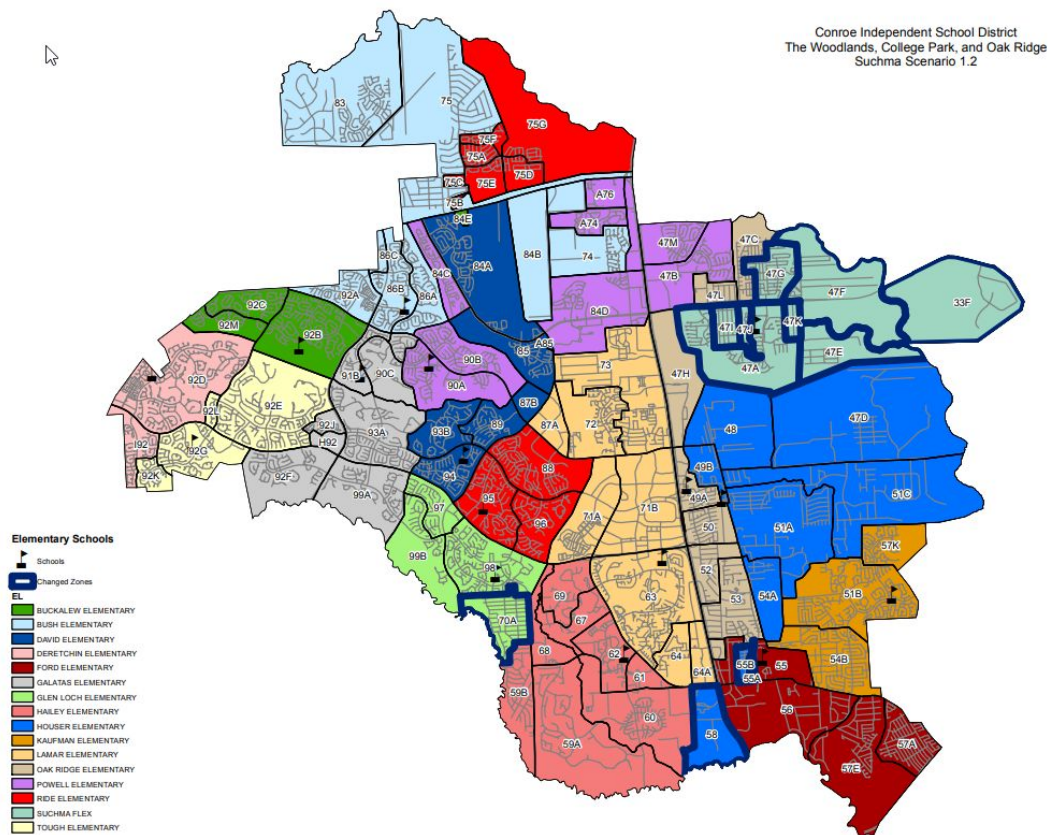 Conroe Independent School District
The Woodlands, College Park, and Oak Ridge
Suchma Scenario 1.2
83
75
75G
75F
75A
75C
75E
75D
75B
84E
A76
A74
86C
84C
84A
84B
74
47M
47C
47G
47B
47F
33F
92A
86B
86A
47L
92C
92M
92B
84D
47I
47J
47K
85
A85
47E
47A
90B
91B
90C
90A
73
47H
92D
92E
92L
87B
92J
H92
93A
93B
89
87A
72
48
47D
I92
92G
92K
92F
94
88
49B
99A
95
49A
51C
97
96
71A
71B
50
51A
57K
99B
98
52
70A
69
67
63
53
54A
51B
68
62
61
64
64A
55B
55
55A
54B
59B
60
58
56
59A
57A
57E
Elementary Schools
Schools
Changed Zones
EL
BUCKALEW ELEMENTARY
BUSH ELEMENTARY
DAVID ELEMENTARY
DERETCHIN ELEMENTARY
FORD ELEMENTARY
GALATAS ELEMENTARY
GLEN LOCH ELEMENTARY
HAILEY ELEMENTARY
HOUSER ELEMENTARY
KAUFMAN ELEMENTARY
LAMAR ELEMENTARY
OAK RIDGE ELEMENTARY
POWELL ELEMENTARY
RIDE ELEMENTARY
SUCHMA FLEX
TOUGH ELEMENTARY